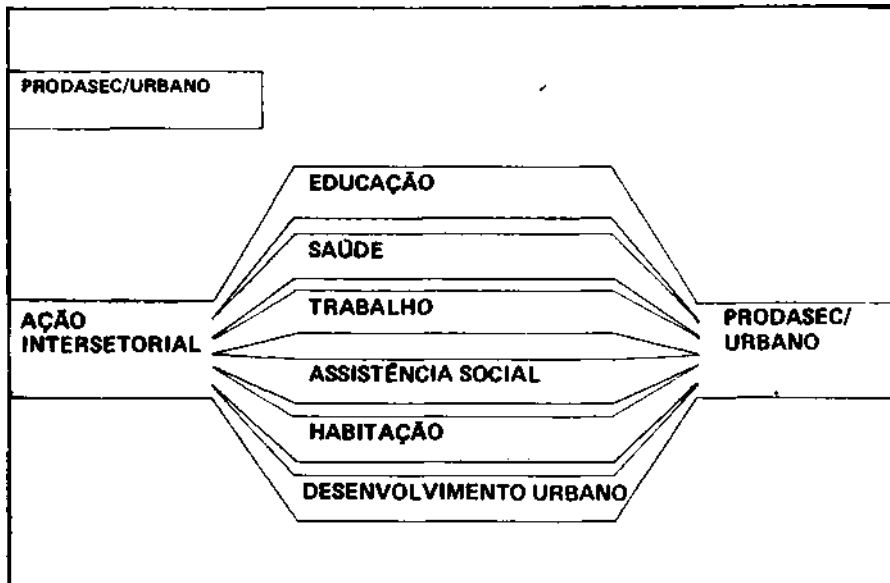 PRODASEC/URBANO
EDUCAÇÃO
SAÚDE
TRABALHO
AÇÃO
INTERSETORIAL
PRODASEC/
URBANO
ASSISTÊNCIA SOCIAL
HABITAÇÃO
DESENVOLVIMENTO URBANO